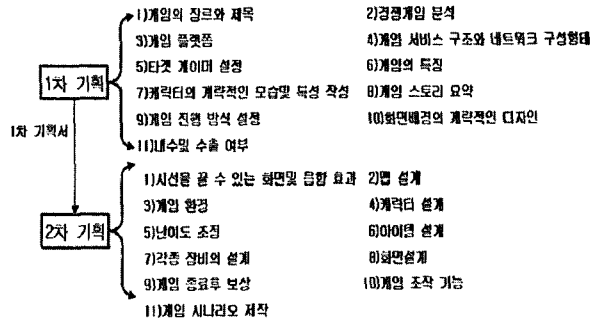 1)게임의 장르와 제목 2)경쟁게임 분석
3)게임 플랫폼 4)게임 서비스 구조와 네트워크 구성형태
5)타겟 게이머 설정 6)게임의 특징
1차 기획
7)캐릭터의 개략적인 모습및 특성 작성 8)게임 스토리 요약
9)게임 진행 방식 설정 10)화면배경의 개략적인 디자인
1차 기획서
11)내수및 수출 여부
1)시선을 끌 수 있는 화면및 음향 효과 2)맵 설계
3)게임 환경 4)캐릭터 설계
2차 기획
5)난이도 조정 6)아이템 설계
7)각종 장비의 설계 8)화면설계
9)게임 종료후 보상 10)게임 조작 기능
11)게임 시나리오 제작